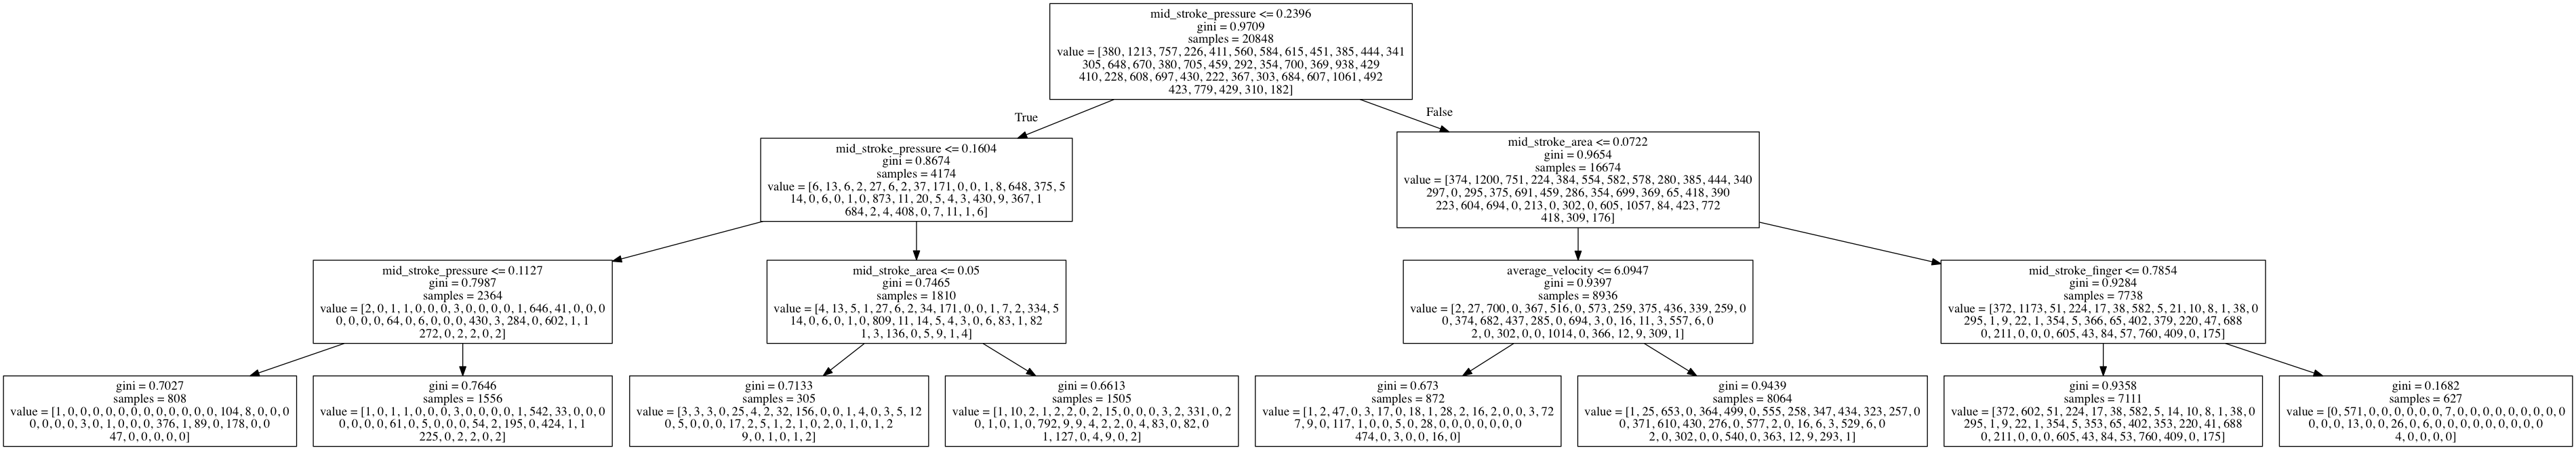 mid_stroke_pressure <= 0.2396
gini = 0.9709
samples = 20848
value = [380, 1213, 757, 226, 411, 560, 584, 615, 451, 385, 444, 341
305, 648, 670, 380, 705, 459, 292, 354, 700, 369, 938, 429
410, 228, 608, 697, 430, 222, 367, 303, 684, 607, 1061, 492
423, 779, 429, 310, 182]
True
False
mid_stroke_pressure <= 0.1604
gini = 0.8674
samples = 4174
value = [6, 13, 6, 2, 27, 6, 2, 37, 171, 0, 0, 1, 8, 648, 375, 5
14, 0, 6, 0, 1, 0, 873, 11, 20, 5, 4, 3, 430, 9, 367, 1
684, 2, 4, 408, 0, 7, 11, 1, 6]
mid_stroke_area <= 0.0722
gini = 0.9654
samples = 16674
value = [374, 1200, 751, 224, 384, 554, 582, 578, 280, 385, 444, 340
297, 0, 295, 375, 691, 459, 286, 354, 699, 369, 65, 418, 390
223, 604, 694, 0, 213, 0, 302, 0, 605, 1057, 84, 423, 772
418, 309, 176]
mid_stroke_pressure <= 0.1127
gini = 0.7987
samples = 2364
value = [2, 0, 1, 1, 0, 0, 0, 3, 0, 0, 0, 0, 1, 646, 41, 0, 0, 0
0, 0, 0, 0, 64, 0, 6, 0, 0, 0, 430, 3, 284, 0, 602, 1, 1
272, 0, 2, 2, 0, 2]
mid_stroke_area <= 0.05
gini = 0.7465
samples = 1810
value = [4, 13, 5, 1, 27, 6, 2, 34, 171, 0, 0, 1, 7, 2, 334, 5
14, 0, 6, 0, 1, 0, 809, 11, 14, 5, 4, 3, 0, 6, 83, 1, 82
1, 3, 136, 0, 5, 9, 1, 4]
average_velocity <= 6.0947
gini = 0.9397
samples = 8936
value = [2, 27, 700, 0, 367, 516, 0, 573, 259, 375, 436, 339, 259, 0
0, 374, 682, 437, 285, 0, 694, 3, 0, 16, 11, 3, 557, 6, 0
2, 0, 302, 0, 0, 1014, 0, 366, 12, 9, 309, 1]
mid_stroke_finger <= 0.7854
gini = 0.9284
samples = 7738
value = [372, 1173, 51, 224, 17, 38, 582, 5, 21, 10, 8, 1, 38, 0
295, 1, 9, 22, 1, 354, 5, 366, 65, 402, 379, 220, 47, 688
0, 211, 0, 0, 0, 605, 43, 84, 57, 760, 409, 0, 175]
gini = 0.7027
samples = 808
value = [1, 0, 0, 0, 0, 0, 0, 0, 0, 0, 0, 0, 0, 104, 8, 0, 0, 0
0, 0, 0, 0, 3, 0, 1, 0, 0, 0, 376, 1, 89, 0, 178, 0, 0
47, 0, 0, 0, 0, 0]
gini = 0.7646
samples = 1556
value = [1, 0, 1, 1, 0, 0, 0, 3, 0, 0, 0, 0, 1, 542, 33, 0, 0, 0
0, 0, 0, 0, 61, 0, 5, 0, 0, 0, 54, 2, 195, 0, 424, 1, 1
225, 0, 2, 2, 0, 2]
gini = 0.7133
samples = 305
value = [3, 3, 3, 0, 25, 4, 2, 32, 156, 0, 0, 1, 4, 0, 3, 5, 12
0, 5, 0, 0, 0, 17, 2, 5, 1, 2, 1, 0, 2, 0, 1, 0, 1, 2
9, 0, 1, 0, 1, 2]
gini = 0.6613
samples = 1505
value = [1, 10, 2, 1, 2, 2, 0, 2, 15, 0, 0, 0, 3, 2, 331, 0, 2
0, 1, 0, 1, 0, 792, 9, 9, 4, 2, 2, 0, 4, 83, 0, 82, 0
1, 127, 0, 4, 9, 0, 2]
gini = 0.673
samples = 872
value = [1, 2, 47, 0, 3, 17, 0, 18, 1, 28, 2, 16, 2, 0, 0, 3, 72
7, 9, 0, 117, 1, 0, 0, 5, 0, 28, 0, 0, 0, 0, 0, 0, 0
474, 0, 3, 0, 0, 16, 0]
gini = 0.9439
samples = 8064
value = [1, 25, 653, 0, 364, 499, 0, 555, 258, 347, 434, 323, 257, 0
0, 371, 610, 430, 276, 0, 577, 2, 0, 16, 6, 3, 529, 6, 0
2, 0, 302, 0, 0, 540, 0, 363, 12, 9, 293, 1]
gini = 0.9358
samples = 7111
value = [372, 602, 51, 224, 17, 38, 582, 5, 14, 10, 8, 1, 38, 0
295, 1, 9, 22, 1, 354, 5, 353, 65, 402, 353, 220, 41, 688
0, 211, 0, 0, 0, 605, 43, 84, 53, 760, 409, 0, 175]
gini = 0.1682
samples = 627
value = [0, 571, 0, 0, 0, 0, 0, 0, 7, 0, 0, 0, 0, 0, 0, 0, 0, 0
0, 0, 0, 13, 0, 0, 26, 0, 6, 0, 0, 0, 0, 0, 0, 0, 0, 0
4, 0, 0, 0, 0]